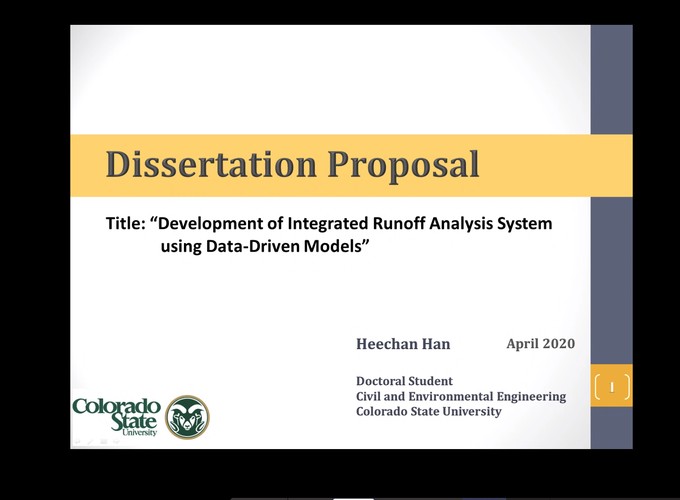 Dissertation Proposal
Title: “Development of Integrated Runoff Analysis System
using Data-Driven Models”
Heechan Han April 2020
Doctoral Student
Civil and Environmental Engineering
Colorado State University
1
Colorado
State
University